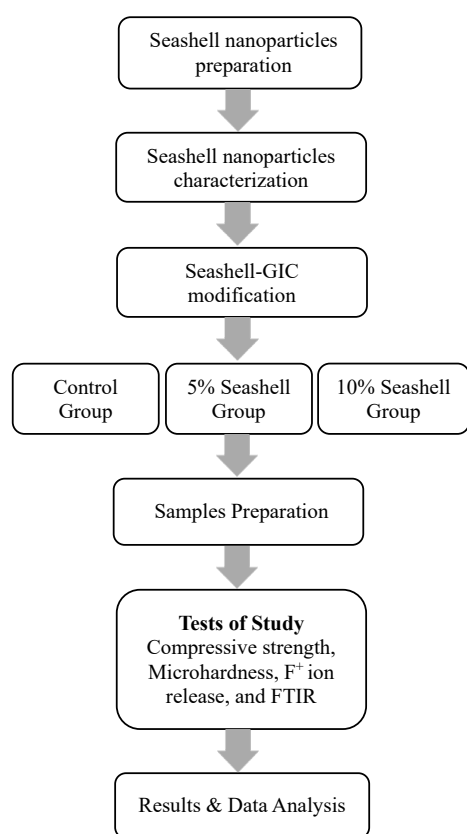 Seashell nanoparticles
preparation
Seashell nanoparticles
characterization
Seashell-GIC
modification
Control
Group
5% Seashell
Group
10% Seashell
Group
Samples Preparation
Tests of Study
Compressive strength,
Microhardness, F⁺ ion
release, and FTIR
Results & Data Analysis